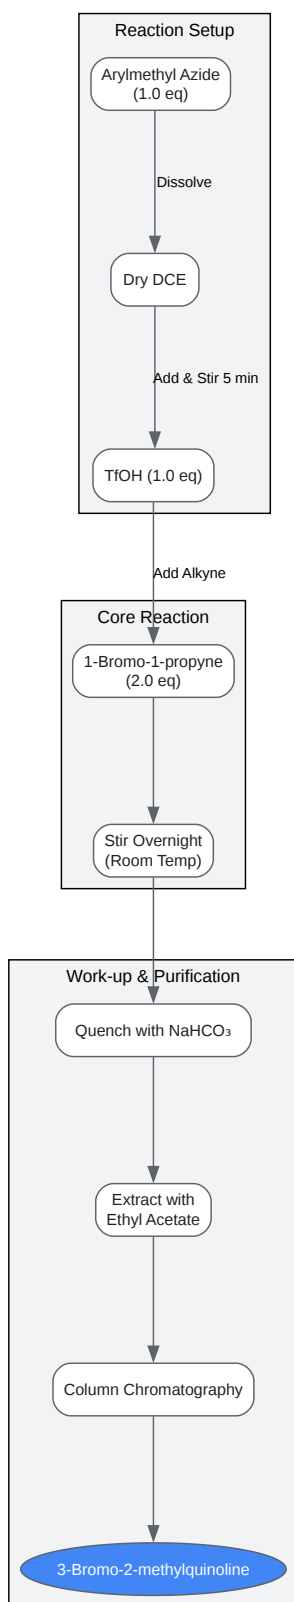 Reaction Setup
Arylmethyl Azide
(1.0 eq)
Dissolve
Dry DCE
Add & Stir 5 min
TfOH (1.0 eq)
Add Alkyne
Core Reaction
1-Bromo-1-propyne
(2.0 eq)
Stir Overnight
(Room Temp)
Work-up & Purification
Quench with NaHCO₃
Extract with
Ethyl Acetate
Column Chromatography
3-Bromo-2-methylquinoline